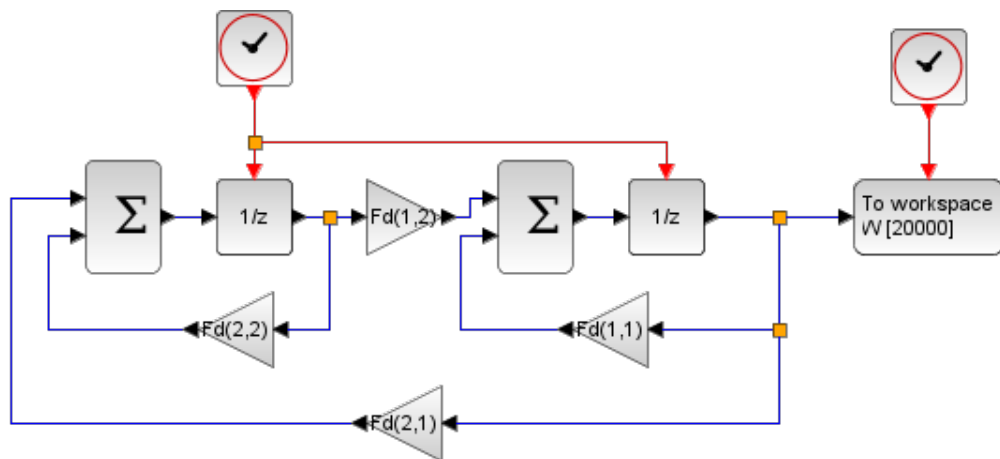 Σ
1/z
Fd(1,2)
Σ
1/z
To workspace
W [20000]
Fd(2,2)
Fd(1,1)
Fd(2,1)